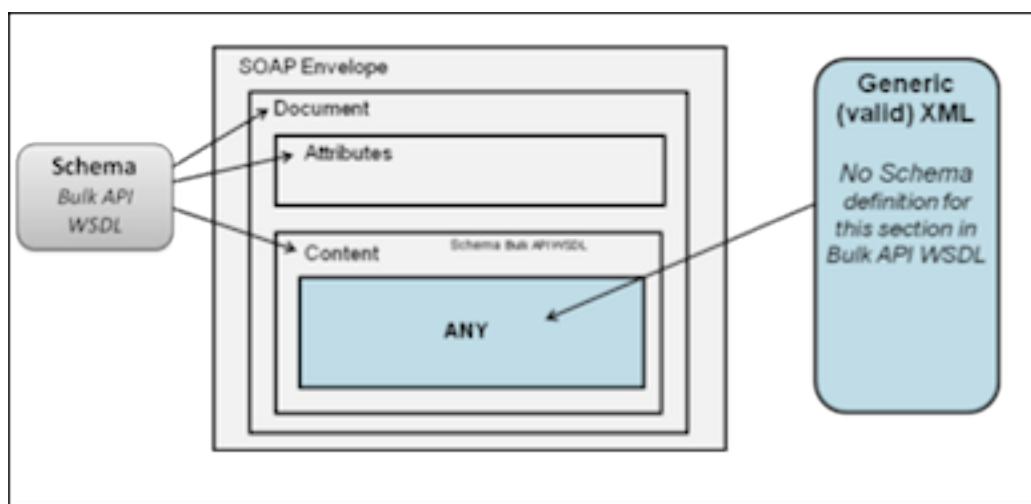 SOAP Envelope
Document
Attributes
Schema
Bulk API
WSDL
Content
Schema Bulk API WSDL
ANY
Generic
(valid) XML
No Schema
definition for
this section in
Bulk API WSDL